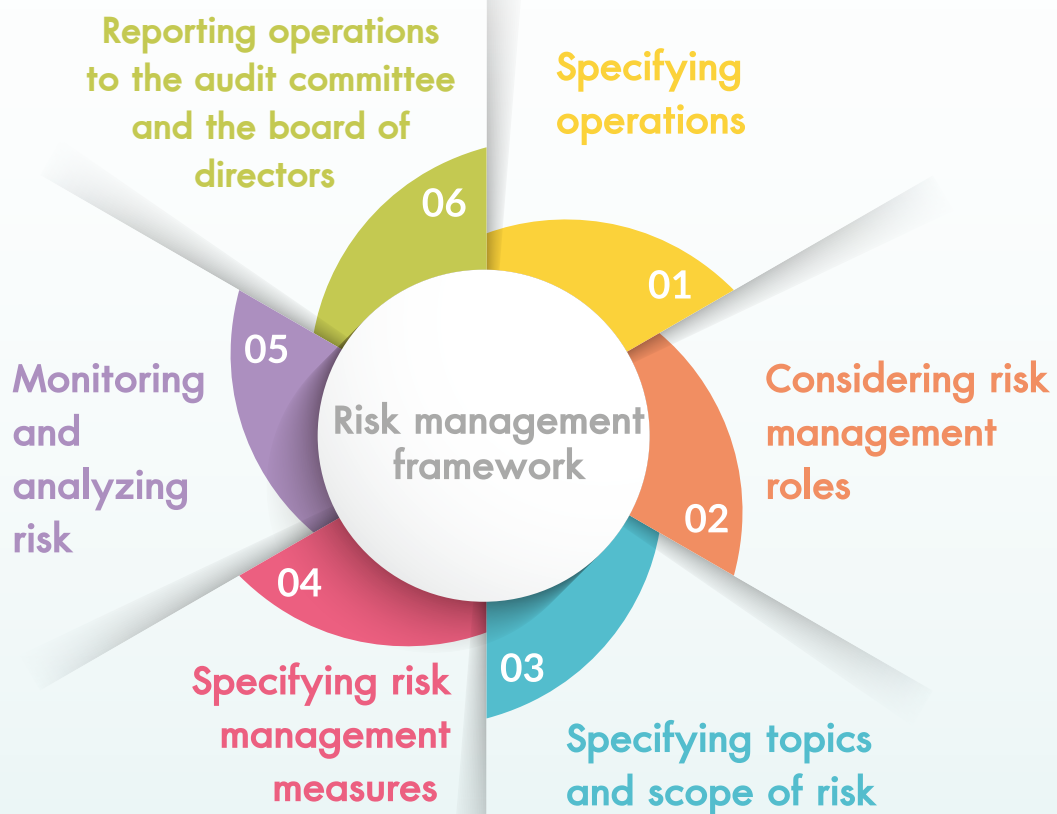 Reporting operations
to the audit committee
and the board of
directors
06
Specifying
operations
01
Considering risk
management
roles
02
Specifying topics
and scope of risk
03
Specifying risk
management
measures
04
Monitoring
and
analyzing
risk
05
Risk management
framework